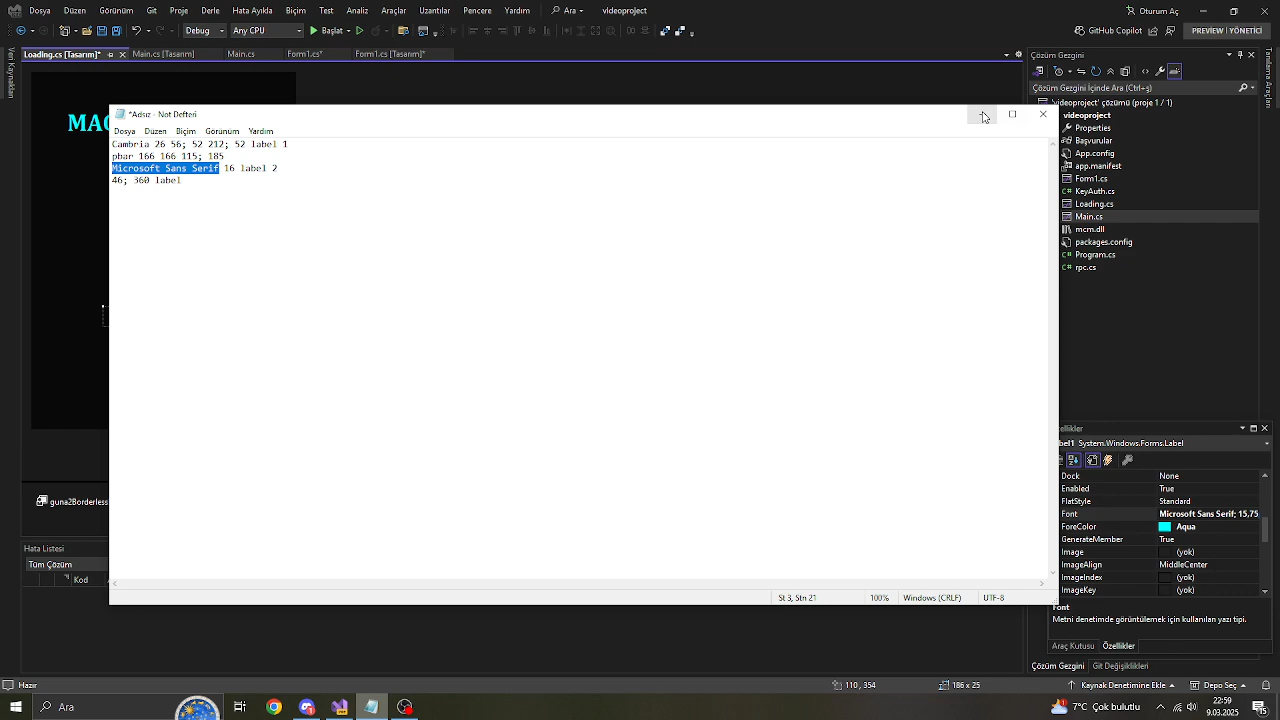 Dosya Düzen Görünüm Git Proje Derle Hata Ayıkla Biçim Test Analiz Araçlar Uzantılar Pencere Yardım Ara videoproject Oturum Aç
Debug Any CPU Başlat GitHub Copilot PREVIEW | YÖNETİCİ
Veri Kaynakları
Loading.cs [Tasarım]* Main.cs [Tasarım] Main.cs Form1.cs* Form1.cs [Tasarım]*
Çözüm Gezgini
Çözüm Gezgini İçinde Ara (Ctrl+ş)
'videoproject' çözümü (proje 1 / 1)
videoproject
Properties
Başvurular
App.config
app.manifest
Form1.cs
KeyAuth.cs
Loading.cs
Main.cs
mcm.dll
packages.config
Program.cs
rpc.cs
*Adsız - Not Defteri
Dosya Düzen Biçim Görünüm Yardım
Cambria 26 56; 52 212; 52 label 1
pbar 166 166 115; 185
Microsoft Sans Serif 16 label 2
46; 360 label
St 3, Stn 21 100% Windows (CRLF) UTF-8
guna2Borderless
Hata Listesi
Tüm Çözüm
Kod
System.Windows.Forms.Label
Dock None
Enabled True
FlatStyle Standard
Font Microsoft Sans Serif; 15,75
ForeColor Aqua
GenerateMember True
Image (yok)
ImageAlign MiddleCenter
ImageIndex (yok)
ImageKey (yok)
Font
Metni denetimde görüntülemek için kullanılan yazı tipi.
Araç Kutusu Özellikler
Çözüm Gezgini Git Değişiklikleri
Hazır 110, 354 186 x 25 Kaynak Denetimine Ekle Depo Seç
Ara 7°C Çok bulutlu 22:59
9.03.2025